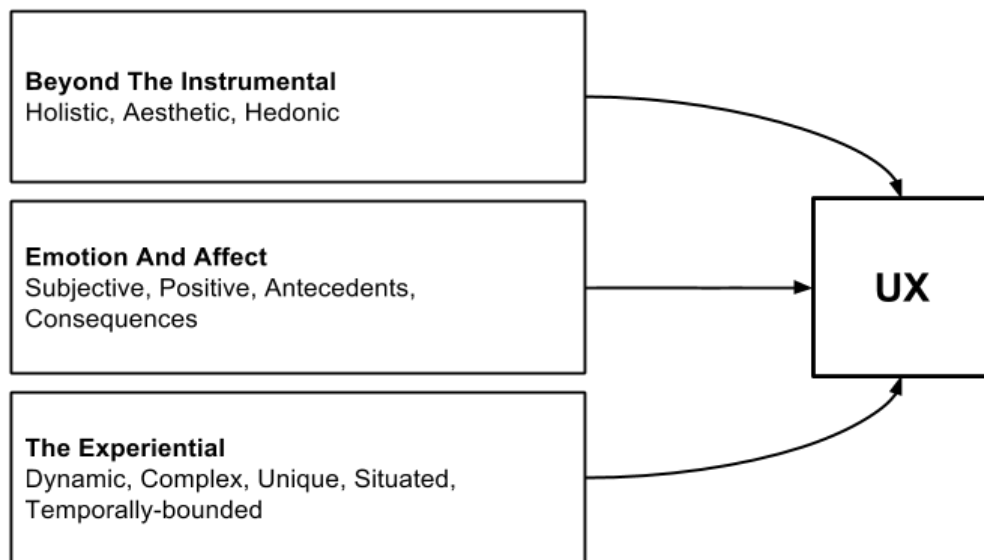 Beyond The Instrumental
Holistic, Aesthetic, Hedonic
Emotion And Affect
Subjective, Positive, Antecedents,
Consequences
UX
The Experiential
Dynamic, Complex, Unique, Situated,
Temporally-bounded